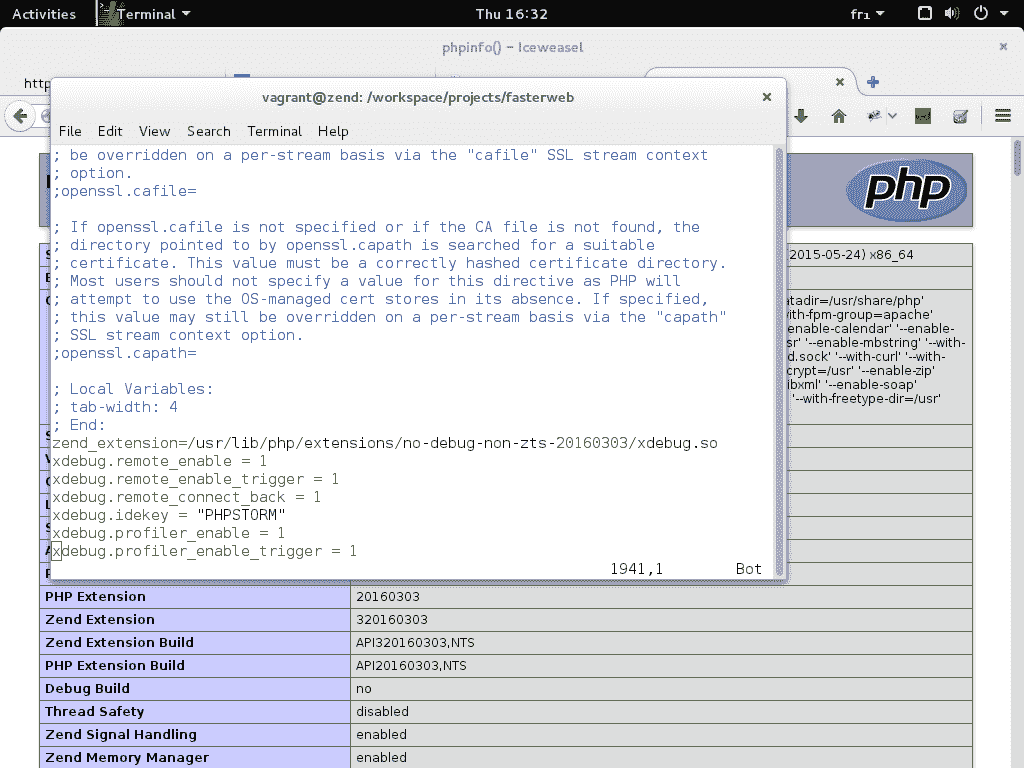 Activities Terminal Thu 16:32 fr1
phpinfo() – Iceweasel
vagrant@zend: /workspace/projects/fasterweb
File Edit View Search Terminal Help
; be overridden on a per-stream basis via the "cafile" SSL stream context
; option.
;openssl.cafile=
; If openssl.cafile is not specified or if the CA file is not found, the
; directory pointed to by openssl.capath is searched for a suitable
; certificate. This value must be a correctly hashed certificate directory.
; Most users should not specify a value for this directive as PHP will
; attempt to use the OS-managed cert stores in its absence. If specified,
; this value may still be overridden on a per-stream basis via the "capath"
; SSL stream context option.
;openssl.capath=
; Local Variables:
; tab-width: 4
; End:
zend_extension=/usr/lib/php/extensions/no-debug-non-zts-20160303/xdebug.so
xdebug.remote_enable = 1
xdebug.remote_enable_trigger = 1
xdebug.remote_connect_back = 1
xdebug.idekey = "PHPSTORM"
xdebug.profiler_enable = 1
xdebug.profiler_enable_trigger = 1
1941,1 Bot
php
2015-05-24) x86_64
atadir=/usr/share/php'
ith-fpm-group=apache'
enable-calendar' '--enable-
sr' '--enable-mbstring' '--with-
d.sock' '--with-curl' '--with-
crypt=/usr' '--enable-zip'
ibxml' '--enable-soap'
'--with-freetype-dir=/usr'
PHP Extension 20160303
Zend Extension 320160303
Zend Extension Build API320160303,NTS
PHP Extension Build API20160303,NTS
Debug Build no
Thread Safety disabled
Zend Signal Handling enabled
Zend Memory Manager enabled